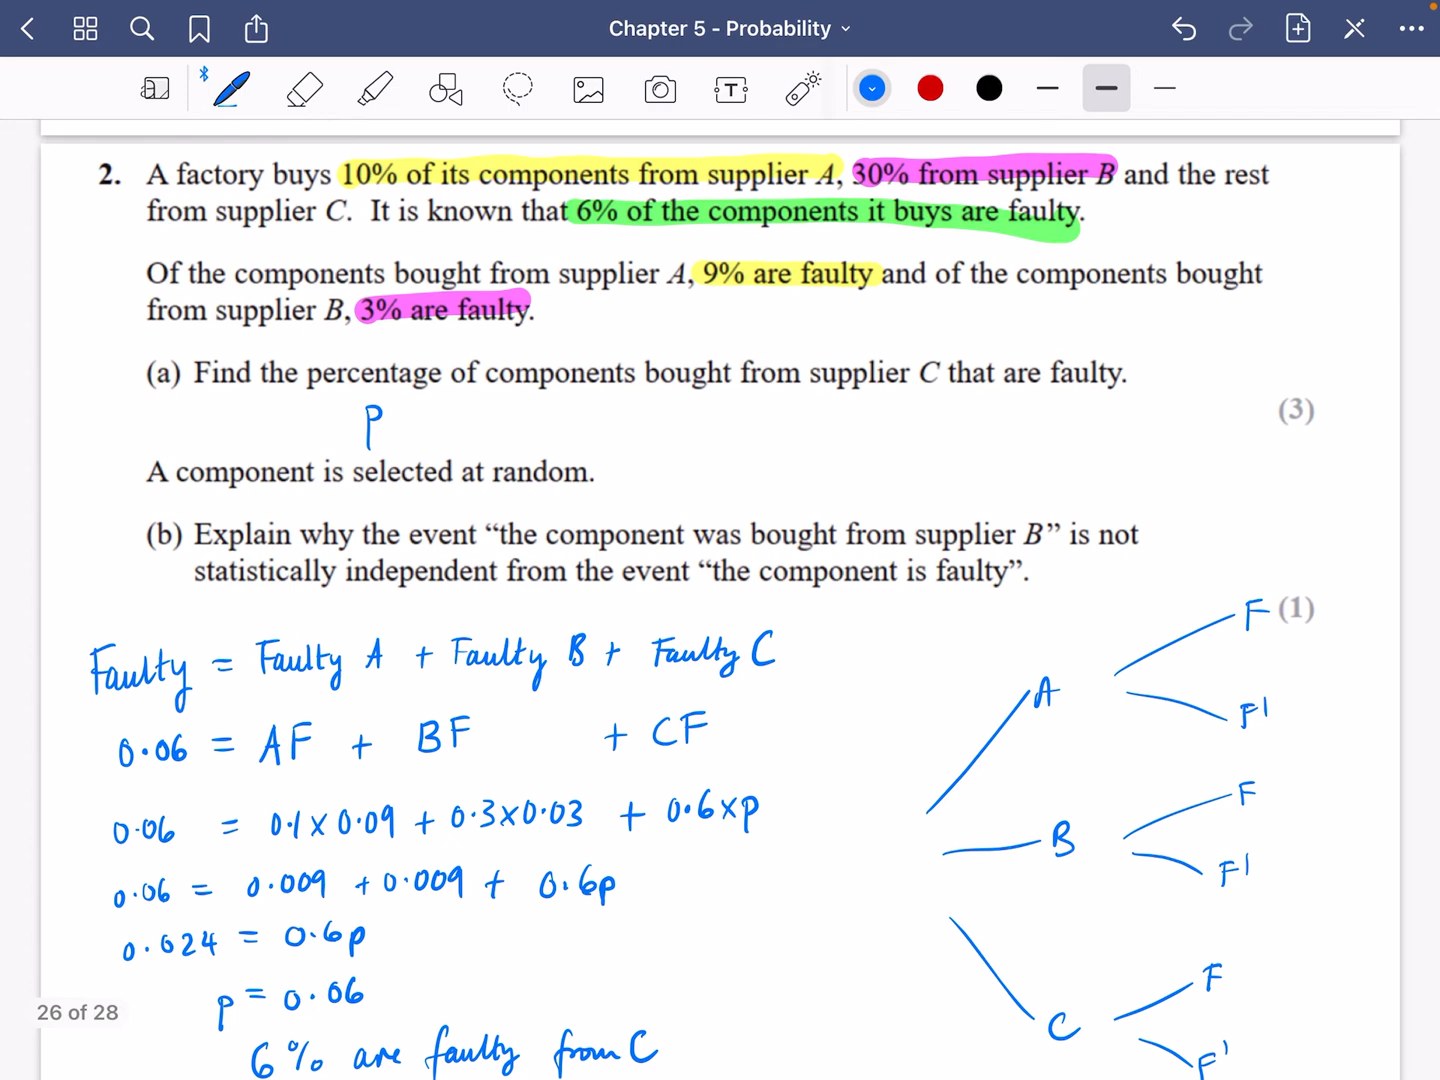 Chapter 5 - Probability
2. A factory buys 10% of its components from supplier A, 30% from supplier B and the rest
from supplier C. It is known that 6% of the components it buys are faulty.
Of the components bought from supplier A, 9% are faulty and of the components bought
from supplier B, 3% are faulty.
(a) Find the percentage of components bought from supplier C that are faulty.
(3)
P
A component is selected at random.
(b) Explain why the event “the component was bought from supplier B” is not
statistically independent from the event “the component is faulty”.
(1)
Faulty = Faulty A + Faulty B + Faulty C
0.06 = AF + BF + CF
0.06 = 0.1 × 0.09 + 0.3 × 0.03 + 0.6 × p
0.06 = 0.009 + 0.009 + 0.6p
0.024 = 0.6p
p = 0.06
6% are faulty from C
A
F
F'
B
F
F'
C
F
F'
26 of 28